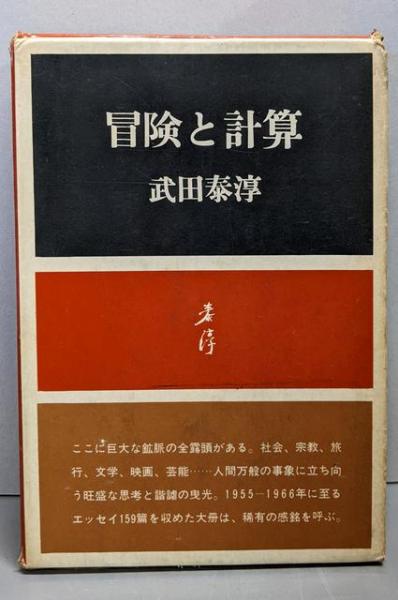 冒険と計算
武田泰淳
泰淳
ここに巨大な鉱脈の全露頭がある。社会、宗教、旅
行、文学、映画、芸能……人間万般の事象に立ち向
う旺盛な思考と諧謔の曳光。1955—1966年に至る
エッセイ159篇を収めた大冊は、稀有の感銘を呼ぶ。